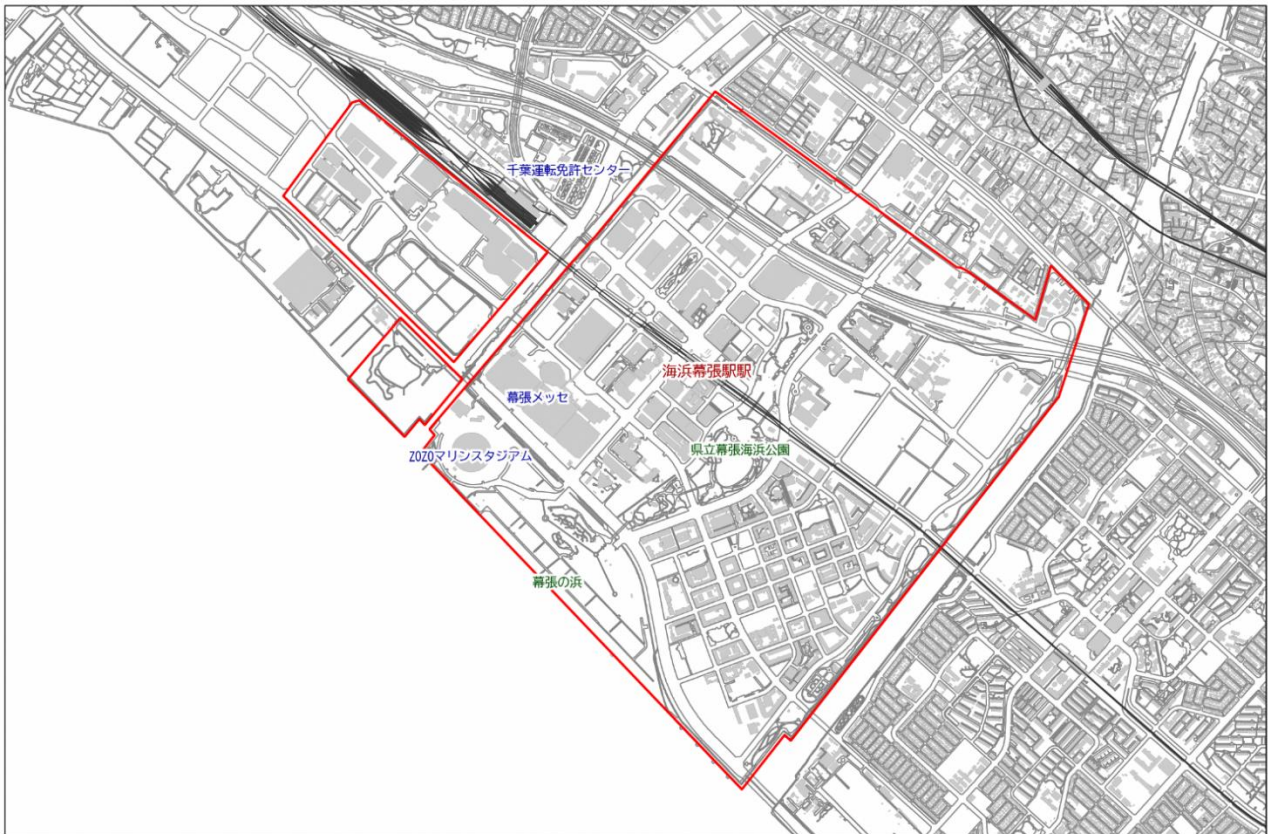 千葉運転免許センター
海浜幕張駅駅
幕張メッセ
県立幕張海浜公園
ZOZOマリンスタジアム
幕張の浜